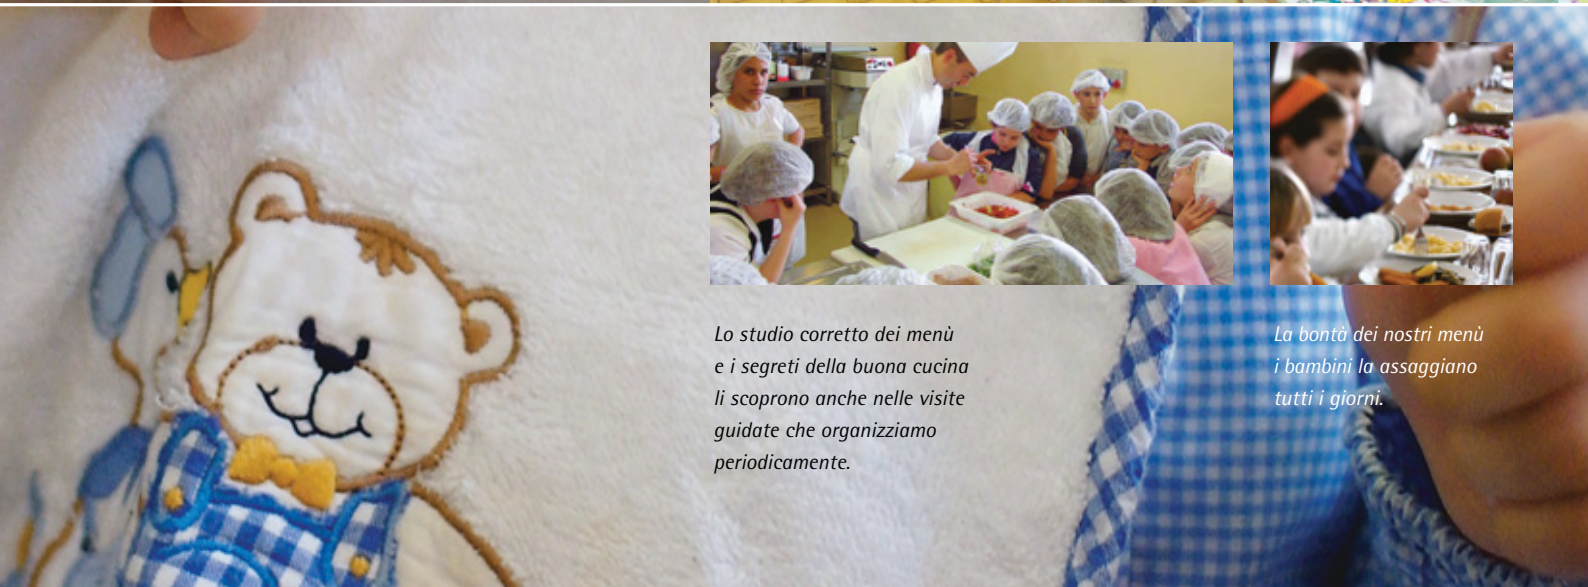 Lo studio corretto dei menù
e i segreti della buona cucina
li scoprono anche nelle visite
guidate che organizziamo
periodicamente.
La bontà dei nostri menù
i bambini la assaggiano
tutti i giorni.